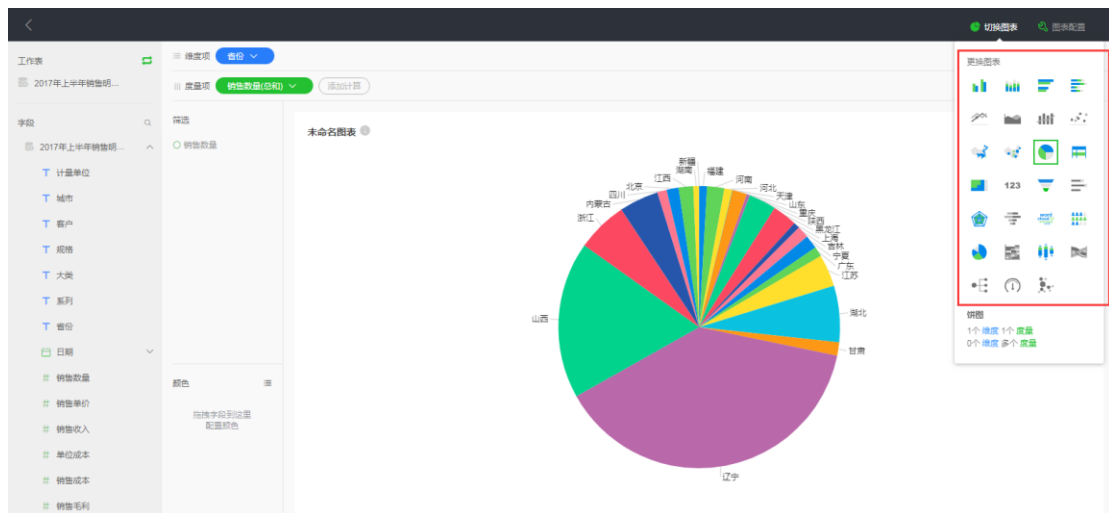 切换图表
图表配置
工作表
2017年上半年销售明...
字段
2017年上半年销售明...
计量单位
城市
客户
规格
大类
系列
省份
日期
销售数量
销售单价
销售收入
单位成本
销售成本
销售毛利
维度项 省份
度量项 销售数量(总和) 添加计算
筛选
销售数量
颜色
拖拽字段到这里
配置颜色
未命名图表
新疆
湖南
福建
江西
河南
北京
河北
四川
天津
内蒙古
山东
浙江
重庆
陕西
黑龙江
上海
吉林
宁夏
广东
江苏
山西
湖北
甘肃
辽宁
更换图表
123
饼图
1个 维度 1个 度量
0个 维度 多个 度量